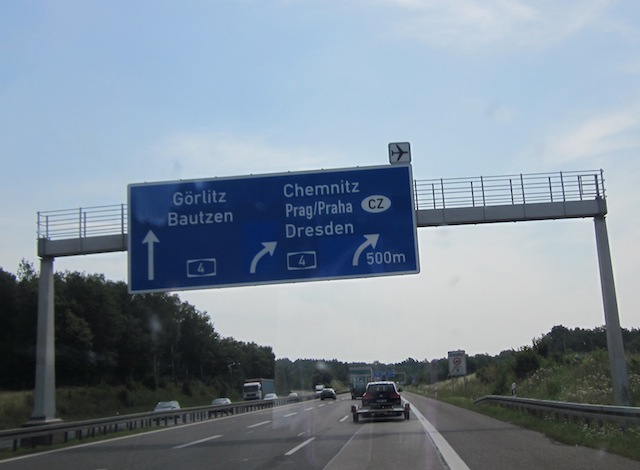 Görlitz
Bautzen
4
Chemnitz
Prag/Praha CZ
Dresden
4
500m